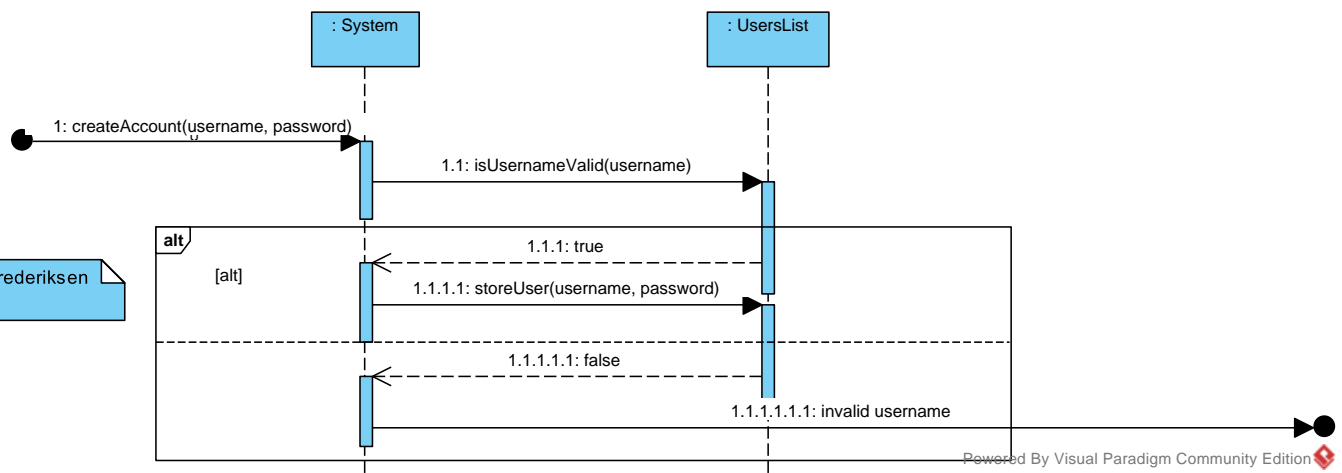 : System
: UsersList
1: createAccount(username, password)
1.1: isUsernameValid(username)
alt
1.1.1: true
[alt]
1.1.1.1: storeUser(username, password)
1.1.1.1.1: false
1.1.1.1.1.1: invalid username
Powered By Visual Paradigm Community Edition